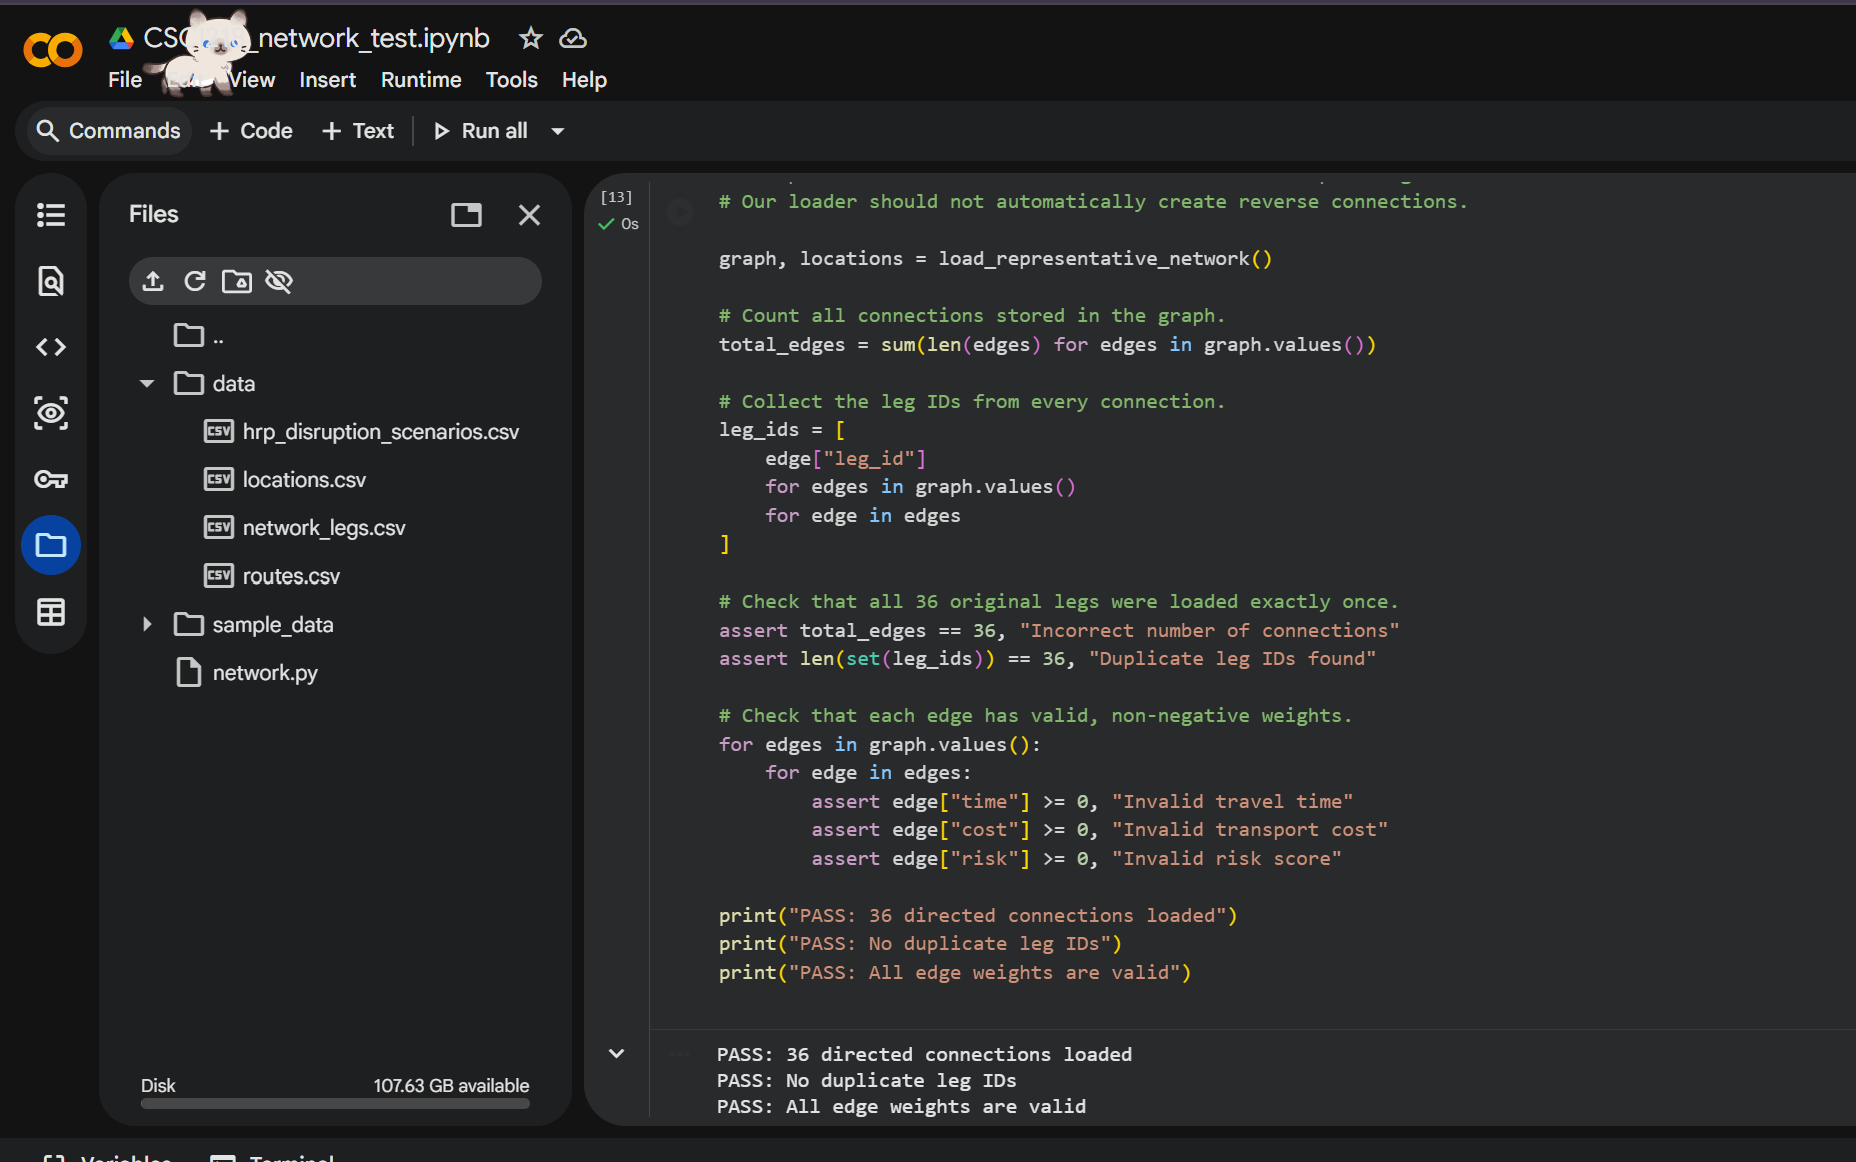 _network_test.ipynb
File View Insert Runtime Tools Help
Commands + Code + Text Run all
Files
..
data
hrp_disruption_scenarios.csv
locations.csv
network_legs.csv
routes.csv
sample_data
network.py
Disk 107.63 GB available
[13]
0s
# Our loader should not automatically create reverse connections.
graph, locations = load_representative_network()
# Count all connections stored in the graph.
total_edges = sum(len(edges) for edges in graph.values())
# Collect the leg IDs from every connection.
leg_ids = [
    edge["leg_id"]
    for edges in graph.values()
    for edge in edges
]
# Check that all 36 original legs were loaded exactly once.
assert total_edges == 36, "Incorrect number of connections"
assert len(set(leg_ids)) == 36, "Duplicate leg IDs found"
# Check that each edge has valid, non-negative weights.
for edges in graph.values():
    for edge in edges:
        assert edge["time"] >= 0, "Invalid travel time"
        assert edge["cost"] >= 0, "Invalid transport cost"
        assert edge["risk"] >= 0, "Invalid risk score"
print("PASS: 36 directed connections loaded")
print("PASS: No duplicate leg IDs")
print("PASS: All edge weights are valid")
PASS: 36 directed connections loaded
PASS: No duplicate leg IDs
PASS: All edge weights are valid
Variables Terminal